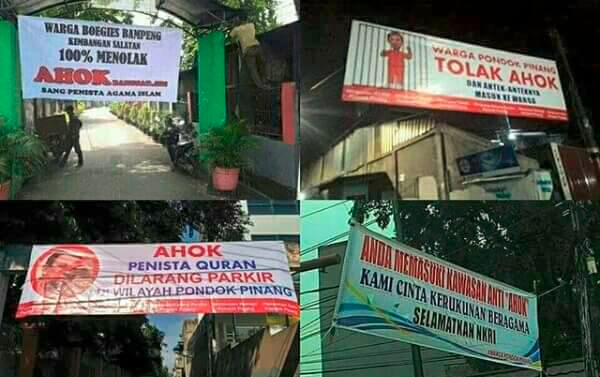 WARGA BOEGIES BAMPENG
KEMBANGAN SALATAN
100% MENOLAK
AHOK
SANG PENISTA AGAMA ISLAM
WARGA PONDOK PINANG
TOLAK AHOK
DAN ANTEK-ANTEKNYA
MASUK KE WARGA
AHOK
PENISTA QURAN
DILARANG PARKIR
DI WILAYAH PONDOK PINANG
ANDA MEMASUKI KAWASAN ANTI "AHOK"
KAMI CINTA KERUKUNAN BERAGAMA
SELAMATKAN NKRI